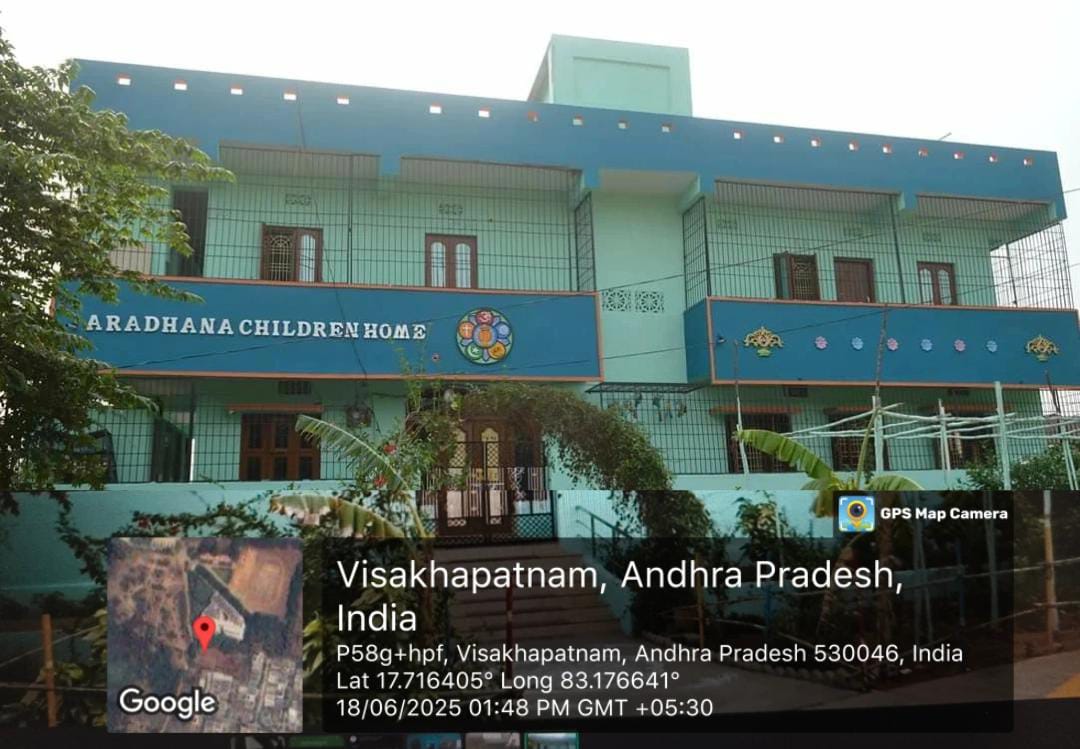 ARADHANA CHILDREN HOME
GPS Map Camera
Visakhapatnam, Andhra Pradesh,
India
P58g+hpf, Visakhapatnam, Andhra Pradesh 530046, India
Lat 17.716405° Long 83.176641°
18/06/2025 01:48 PM GMT +05:30
Google